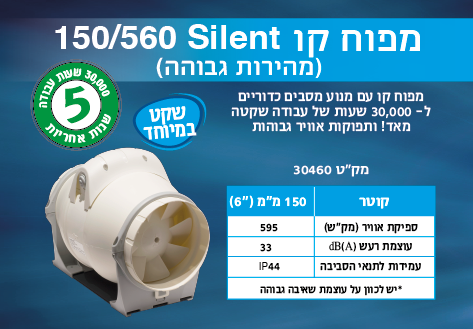 מפוח קו 150/560 Silent
(מהירות גבוהה)
30,000 שעות עבודה
5
שנות אחריות
שקט
במיוחד
מפוח קו עם מנוע מסבים כדוריים
ל- 30,000 שעות של עבודה שקטה
מאד! ותפוקות אוויר גבוהות
מק"ט 30460
קוטר 150 מ"מ (6")
ספיקת אוויר (מק"ש) 595
עוצמת רעש dB(A) 33
עמידות לתנאי הסביבה IP44
*יש לכוון על עוצמת שאיבה גבוהה